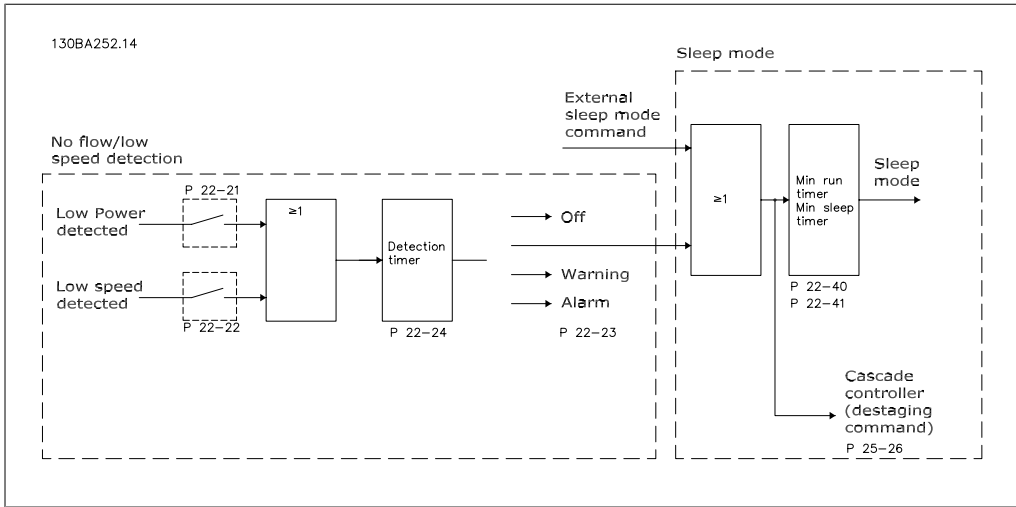 130BA252.14
Sleep mode
External
sleep mode
command
No flow/low
speed detection
P 22-21
Low Power
detected
≥1
Detection
timer
Off
Warning
Alarm
Low speed
detected
P 22-22
P 22-24
P 22-23
≥1
Min run
timer
Min sleep
timer
Sleep
mode
P 22-40
P 22-41
Cascade
controller
(destaging
command)
P 25-26